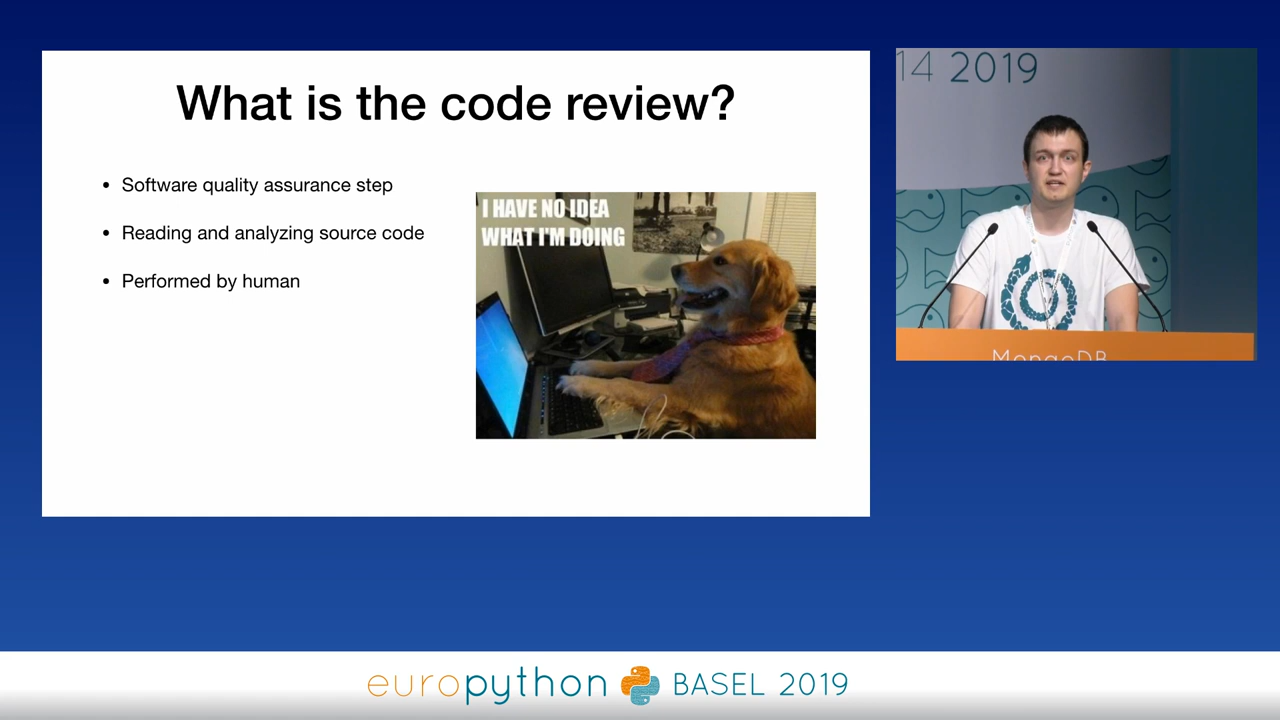 What is the code review?
• Software quality assurance step
• Reading and analyzing source code
• Performed by human
I HAVE NO IDEA
WHAT I'M DOING
14 2019
MongoDB
europython BASEL 2019